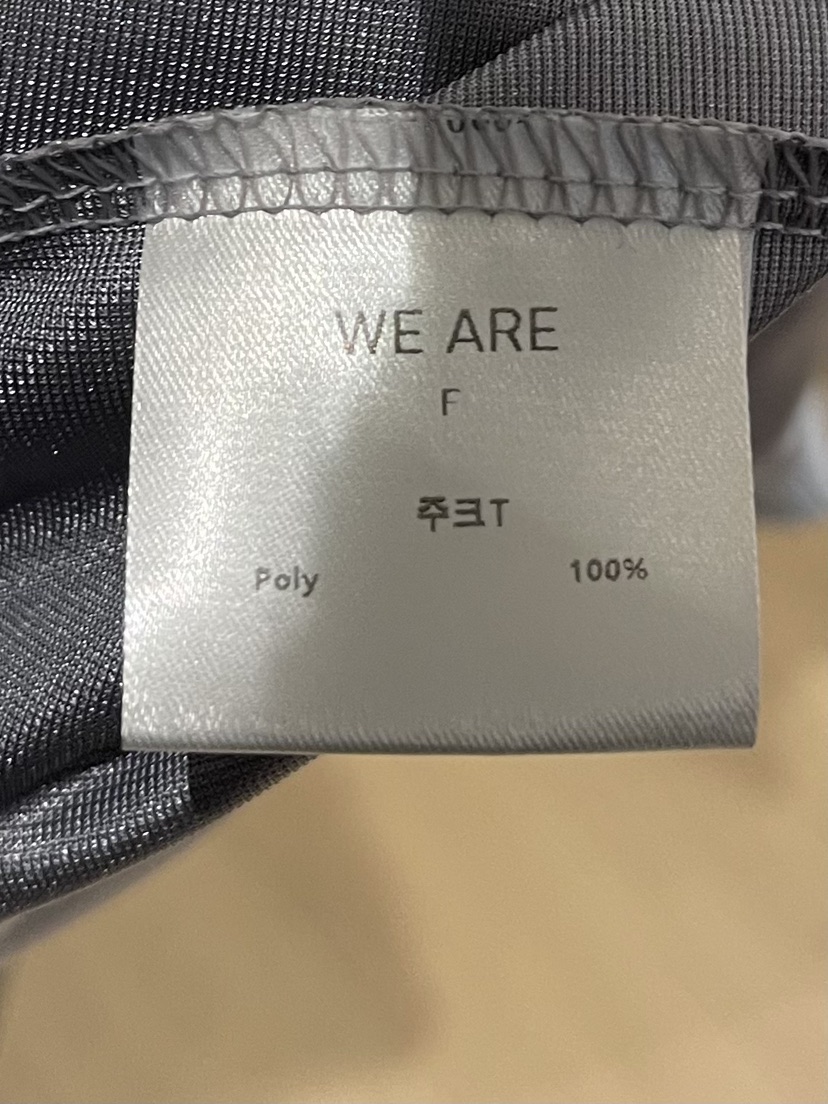 WE ARE
F
주크T
Poly 100%